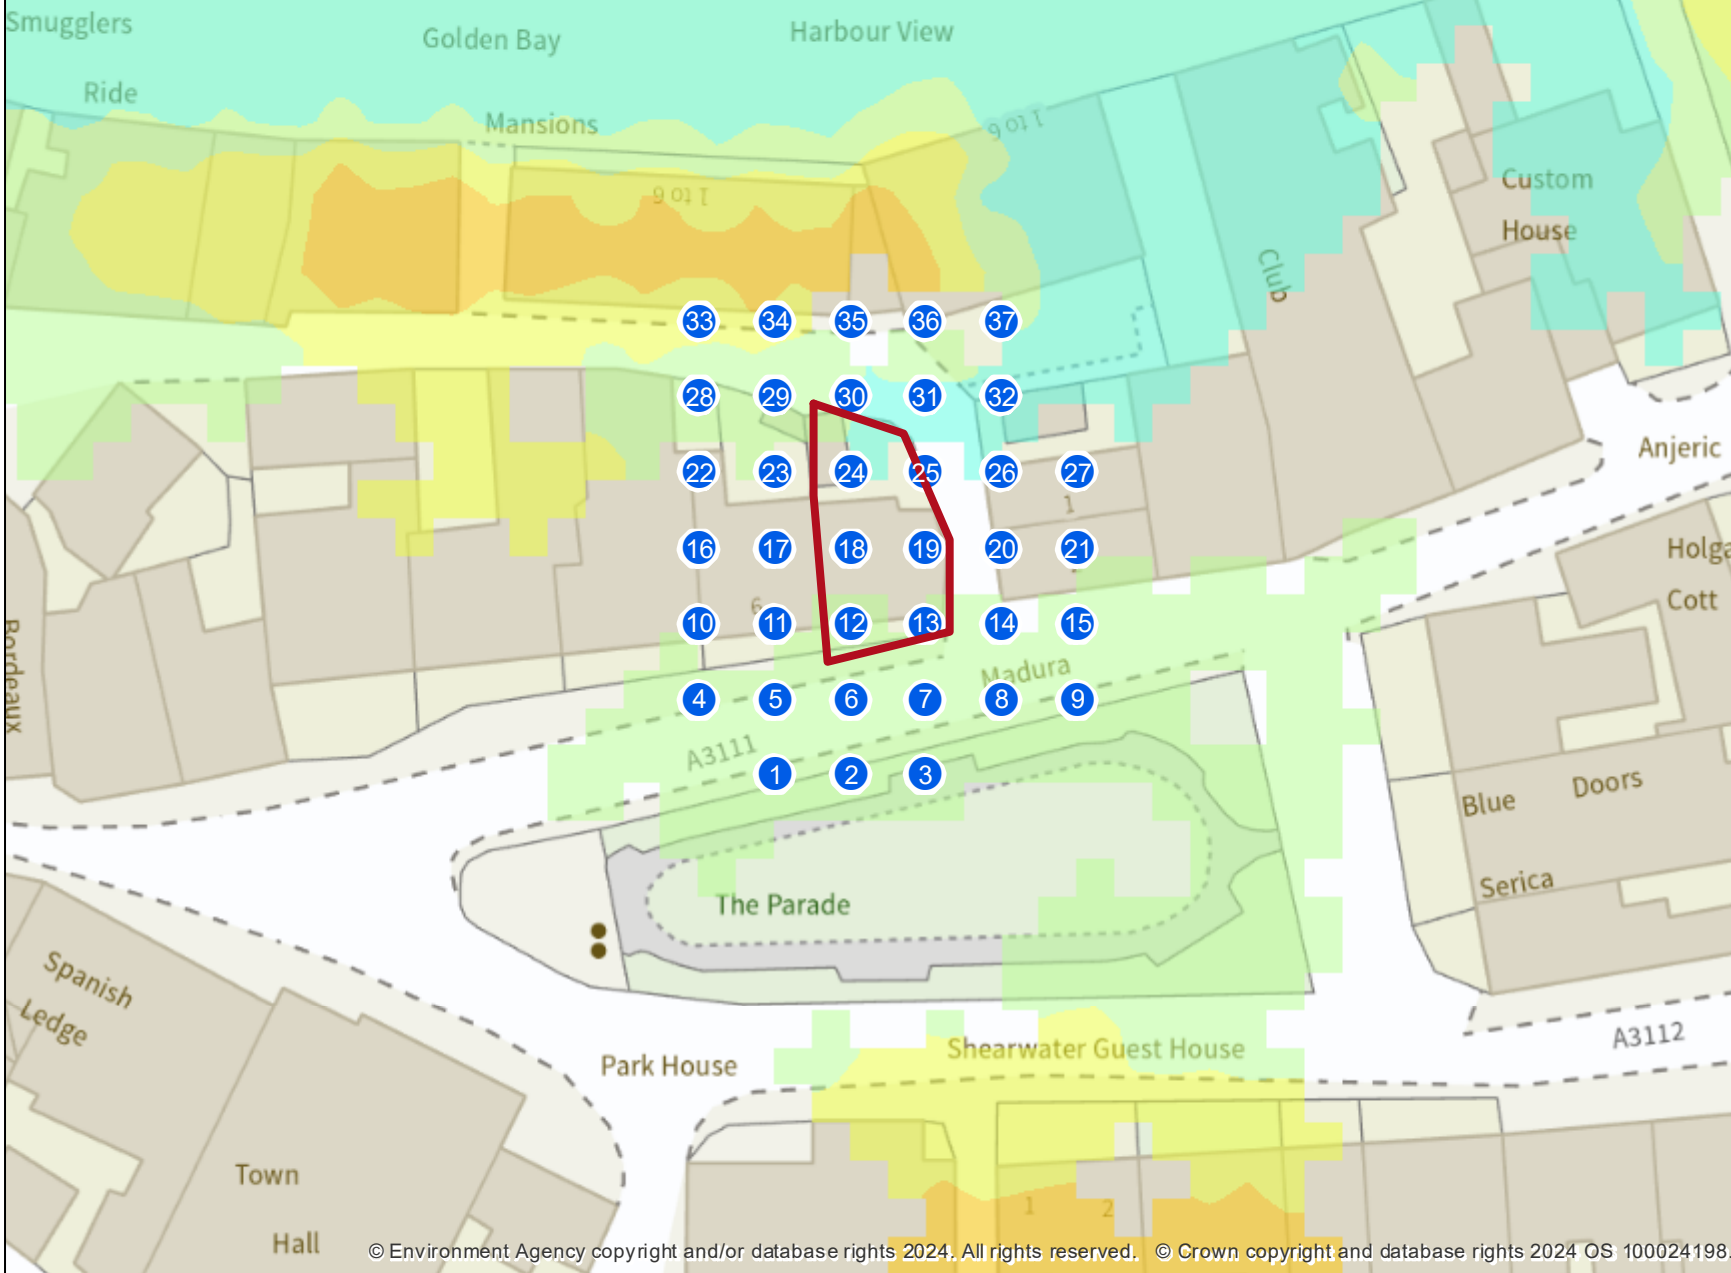 Smugglers
Ride
Golden Bay
Mansions
Harbour View
1 to 6
1 to 6
Club
Custom
House
33 34 35 36 37
28 29 30 31 32
22 23 24 25 26 27
1
16 17 18 19 20 21
6
10 11 12 13 14 15
4 5 6 7 8 9
1 2 3
Madura
A3111
Anjeric
Holga
Cott
Bordeaux
Blue Doors
Serica
The Parade
Spanish
Ledge
Park House
Shearwater Guest House
A3112
Town
Hall
1 2
© Environment Agency copyright and/or database rights 2024. All rights reserved. © Crown copyright and database rights 2024 OS 100024198.